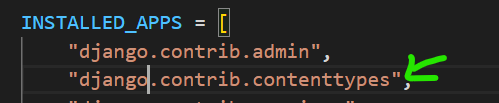 INSTALLED_APPS = [
"django.contrib.admin",
"django.contrib.contenttypes",